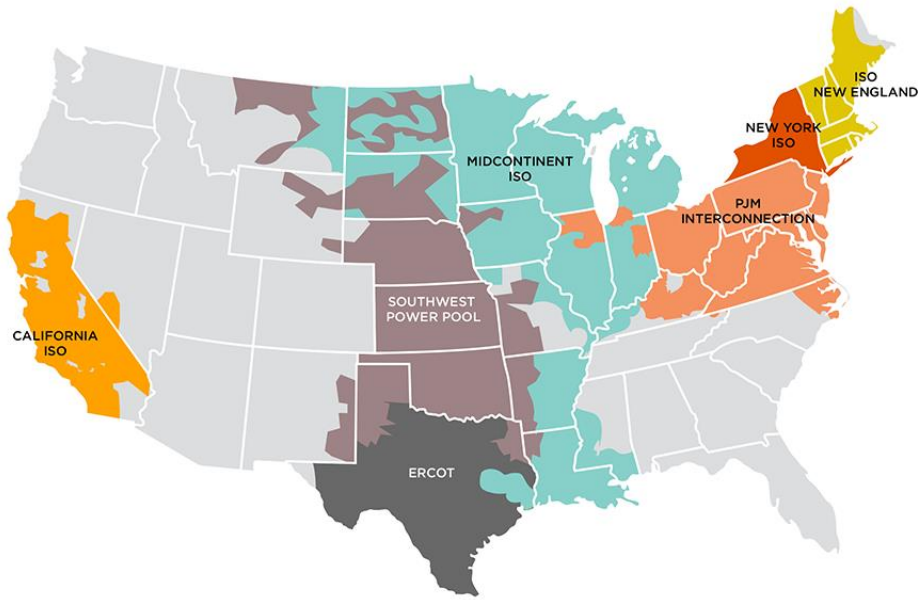 ISO
NEW ENGLAND
NEW YORK
ISO
MIDCONTINENT
ISO
PJM
INTERCONNECTION
SOUTHWEST
POWER POOL
CALIFORNIA
ISO
ERCOT